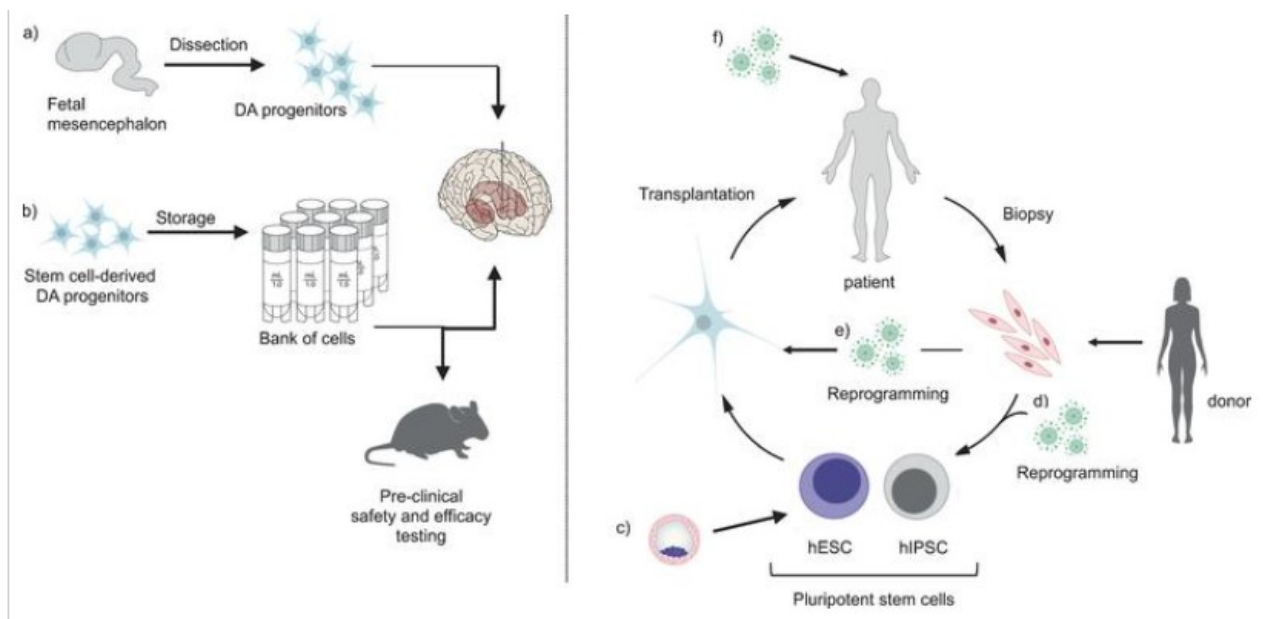 a)
Dissection
Fetal
mesencephalon
DA progenitors
b)
Storage
Stem cell-derived
DA progenitors
Bank of cells
Pre-clinical
safety and efficacy
testing
f)
Transplantation
Biopsy
patient
e)
Reprogramming
donor
d)
Reprogramming
c)
hESC
hIPSC
Pluripotent stem cells